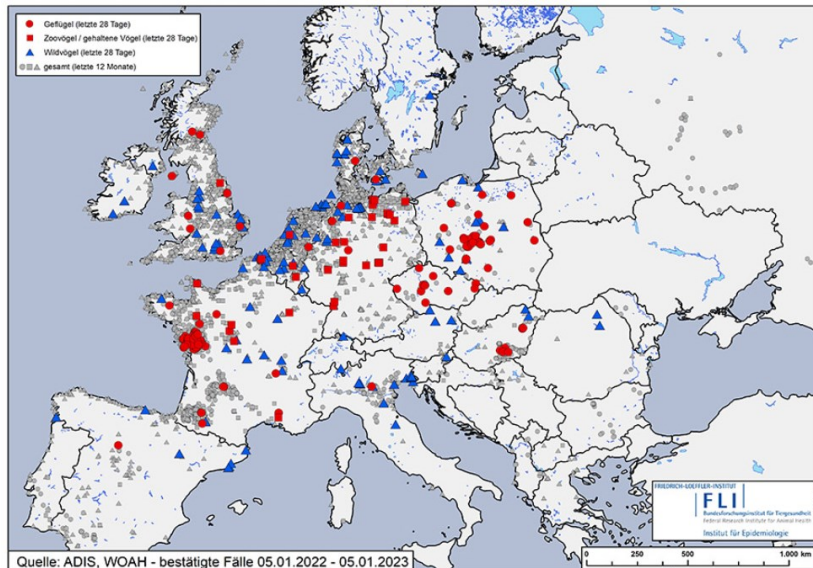 Geflügel (letzte 28 Tage)
Zoovögel / gehaltene Vögel (letzte 28 Tage)
Wildvögel (letzte 28 Tage)
gesamt (letzte 12 Monate)
FRIEDRICH-LOEFFLER-INSTITUT
FLI
Bundesforschungsinstitut für Tiergesundheit
Federal Research Institute for Animal Health
Institut für Epidemiologie
Quelle: ADIS, WOAH - bestätigte Fälle 05.01.2022 - 05.01.2023
0 250 500 1.000 km